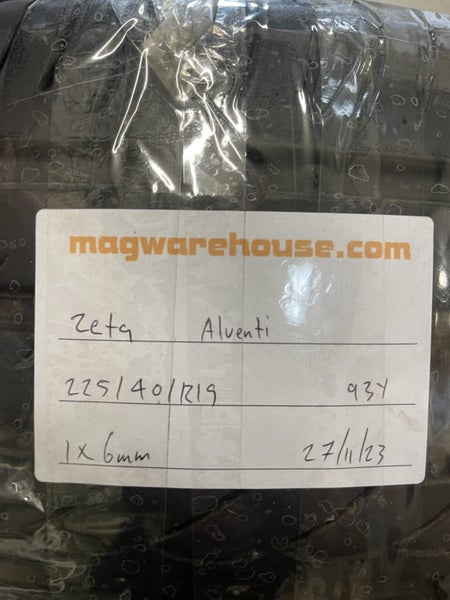 magwarehouse.com
Zeta Alventi
225/40/R19 93Y
1x6mm 27/11/23